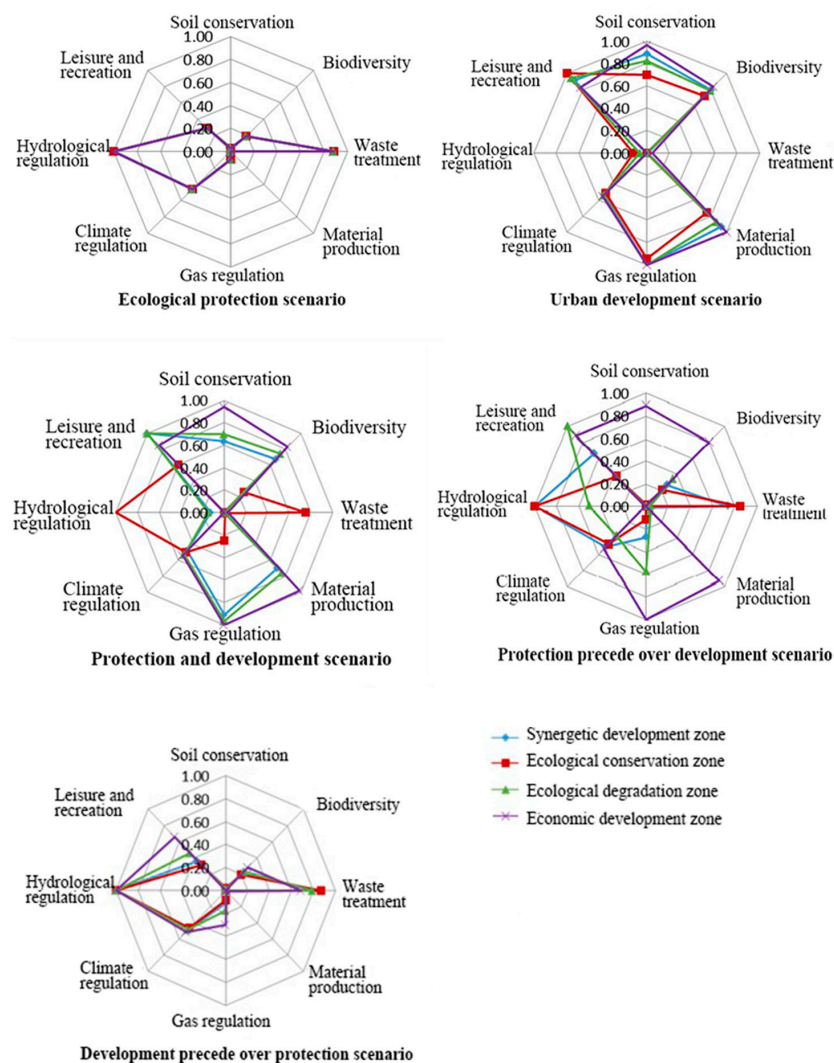 Soil conservation
1.00
0.80
0.60
0.40
0.20
0.00
Leisure and
recreation
Biodiversity
Hydrological
regulation
Waste
treatment
Climate
regulation
Material
production
Gas regulation
Ecological protection scenario
Soil conservation
1.00
0.80
0.60
0.40
0.20
0.00
Leisure and
recreation
Biodiversity
Hydrological
regulation
Waste
treatment
Climate
regulation
Material
production
Gas regulation
Urban development scenario
Soil conservation
1.00
0.80
0.60
0.40
0.20
0.00
Leisure and
recreation
Biodiversity
Hydrological
regulation
Waste
treatment
Climate
regulation
Material
production
Gas regulation
Protection and development scenario
Soil conservation
1.00
0.80
0.60
0.40
0.20
0.00
Leisure and
recreation
Biodiversity
Hydrological
regulation
Waste
treatment
Climate
regulation
Material
production
Gas regulation
Protection precede over development scenario
Soil conservation
1.00
0.80
0.60
0.40
0.20
0.00
Leisure and
recreation
Biodiversity
Hydrological
regulation
Waste
treatment
Climate
regulation
Material
production
Gas regulation
Development precede over protection scenario
Synergetic development zone
Ecological conservation zone
Ecological degradation zone
Economic development zone